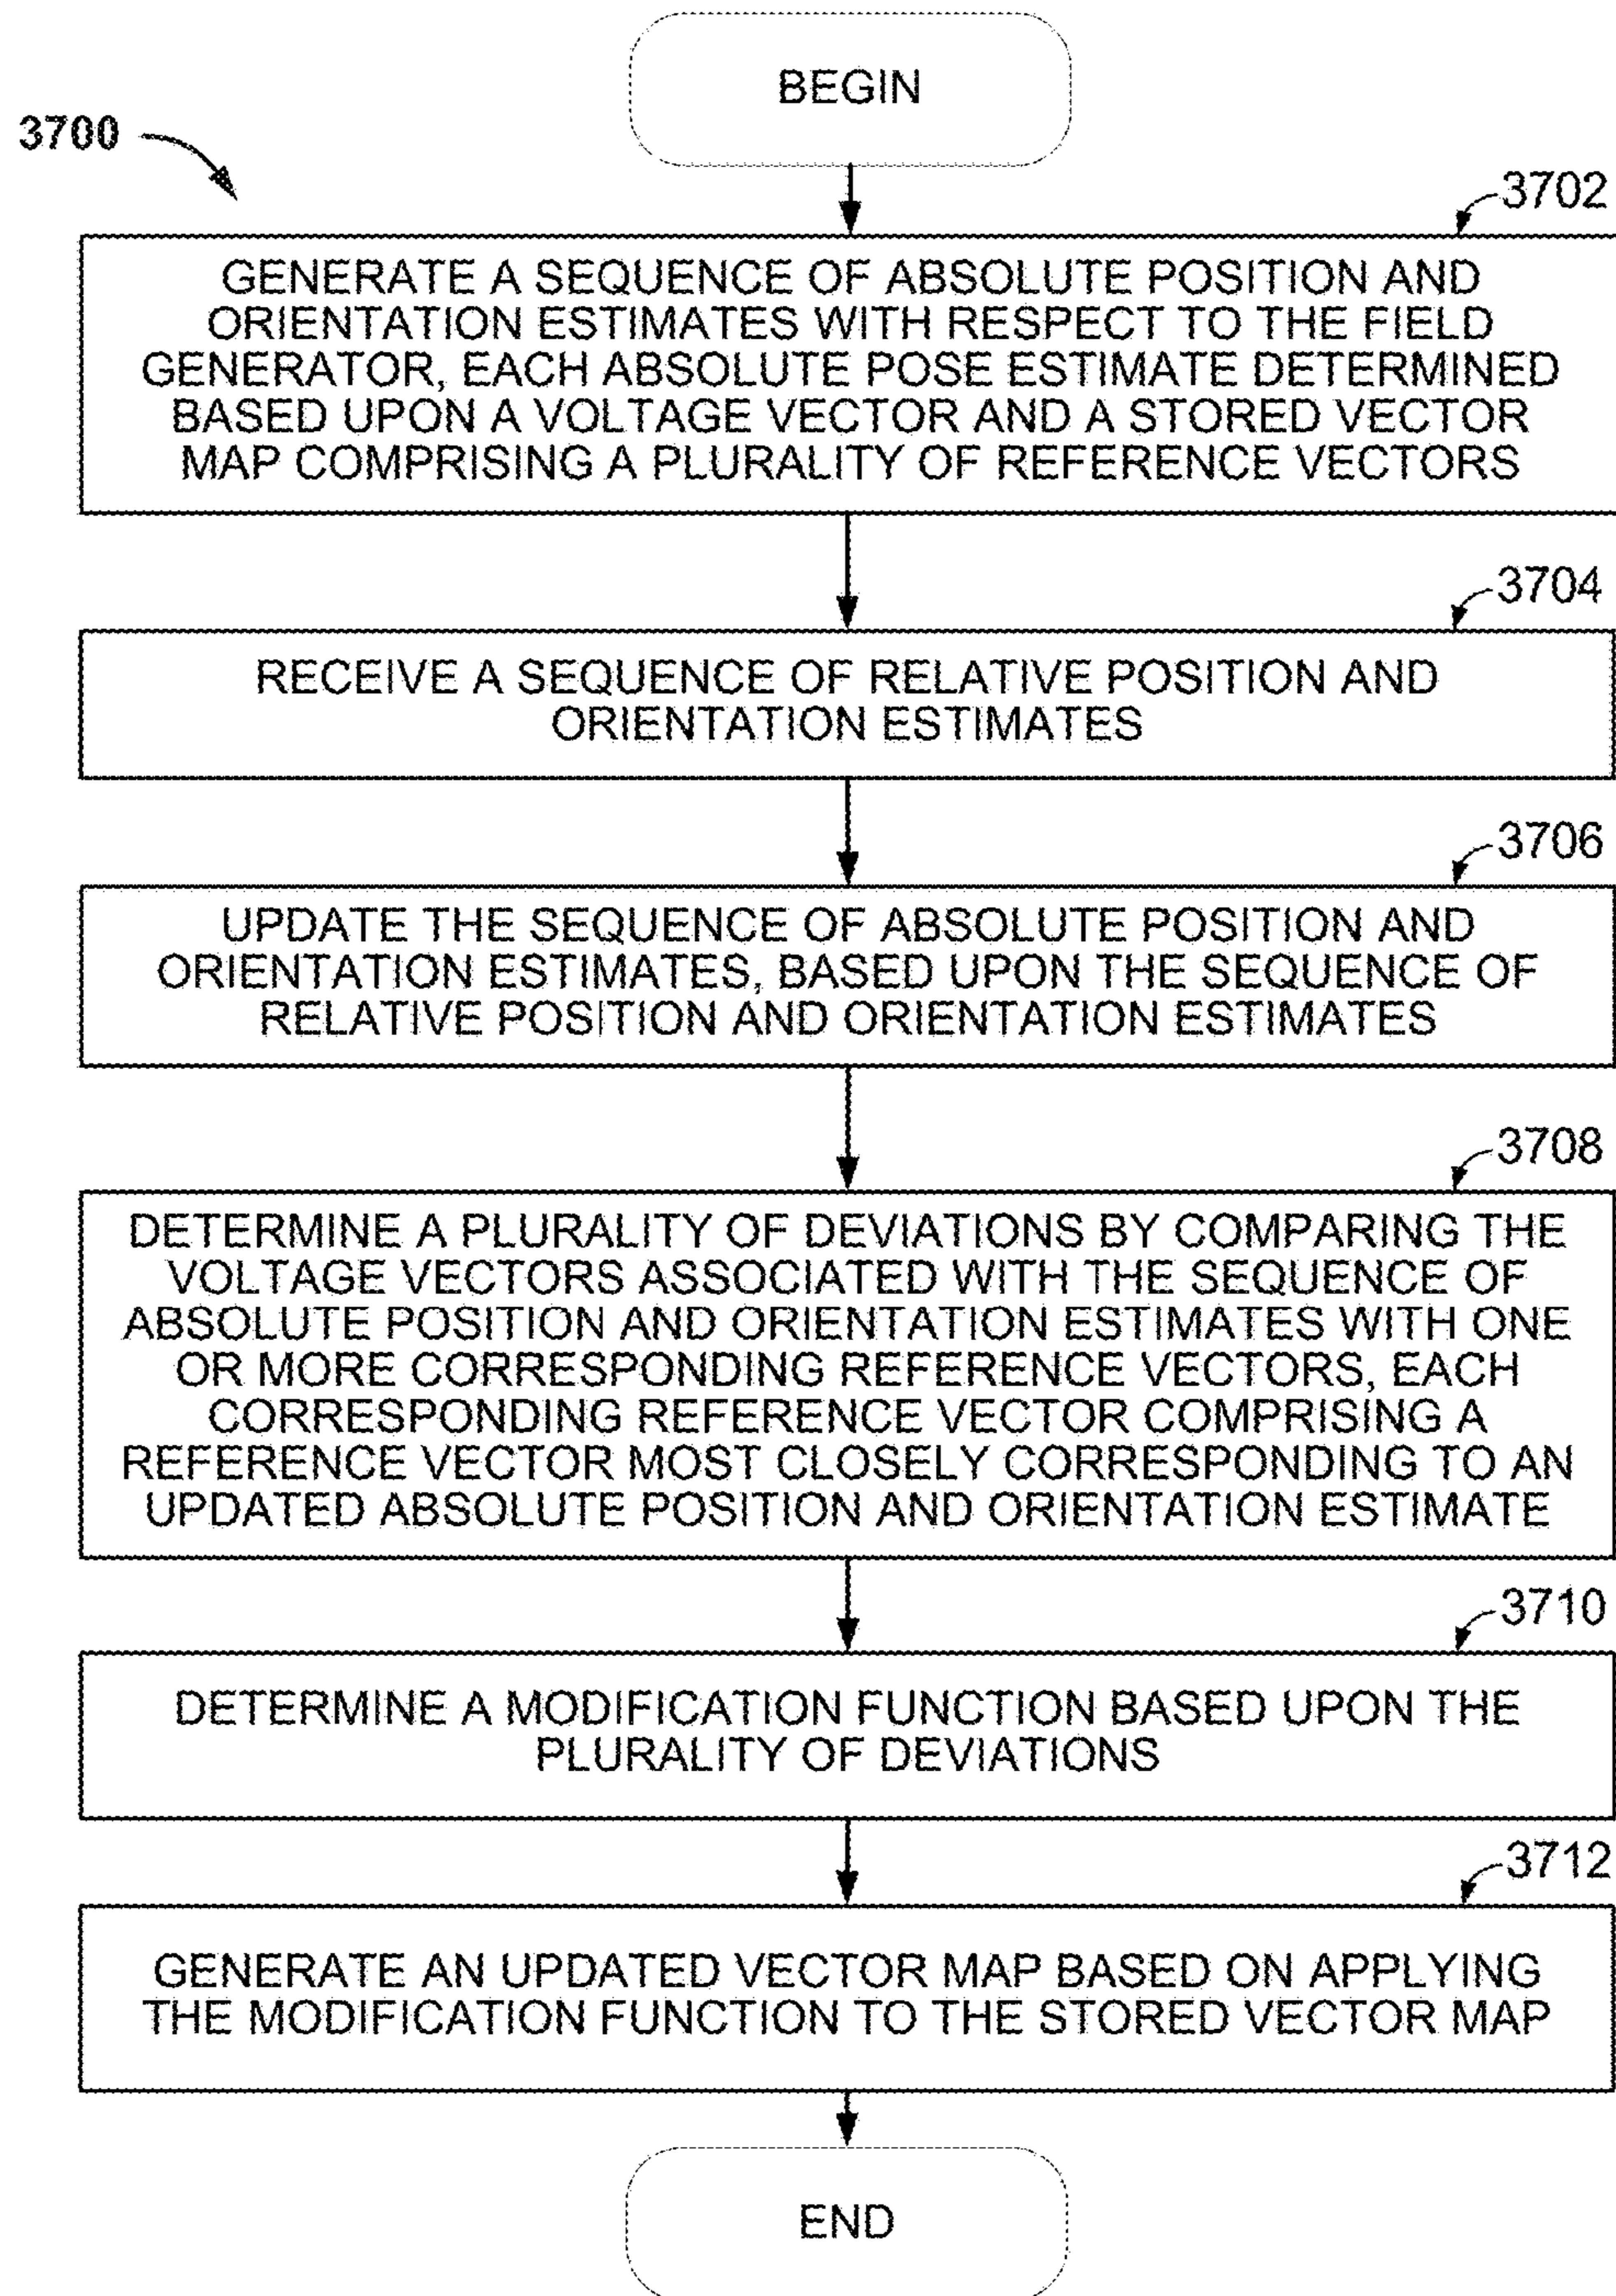 BEGIN
3700
3702
GENERATE A SEQUENCE OF ABSOLUTE POSITION AND
ORIENTATION ESTIMATES WITH RESPECT TO THE FIELD
GENERATOR, EACH ABSOLUTE POSE ESTIMATE DETERMINED
BASED UPON A VOLTAGE VECTOR AND A STORED VECTOR
MAP COMPRISING A PLURALITY OF REFERENCE VECTORS
3704
RECEIVE A SEQUENCE OF RELATIVE POSITION AND
ORIENTATION ESTIMATES
3706
UPDATE THE SEQUENCE OF ABSOLUTE POSITION AND
ORIENTATION ESTIMATES, BASED UPON THE SEQUENCE OF
RELATIVE POSITION AND ORIENTATION ESTIMATES
3708
DETERMINE A PLURALITY OF DEVIATIONS BY COMPARING THE
VOLTAGE VECTORS ASSOCIATED WITH THE SEQUENCE OF
ABSOLUTE POSITION AND ORIENTATION ESTIMATES WITH ONE
OR MORE CORRESPONDING REFERENCE VECTORS, EACH
CORRESPONDING REFERENCE VECTOR COMPRISING A
REFERENCE VECTOR MOST CLOSELY CORRESPONDING TO AN
UPDATED ABSOLUTE POSITION AND ORIENTATION ESTIMATE
3710
DETERMINE A MODIFICATION FUNCTION BASED UPON THE
PLURALITY OF DEVIATIONS
3712
GENERATE AN UPDATED VECTOR MAP BASED ON APPLYING
THE MODIFICATION FUNCTION TO THE STORED VECTOR MAP
END